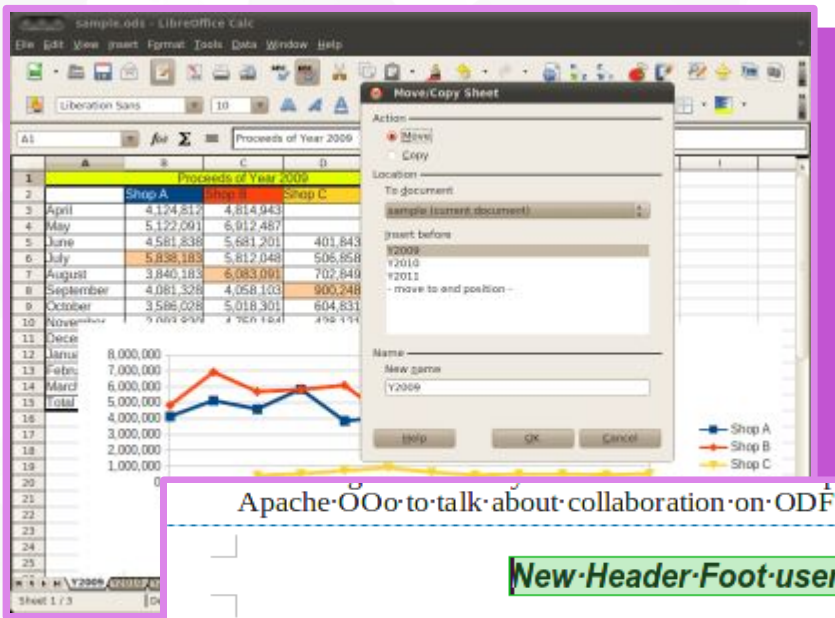 sample.ods - LibreOffice Calc
File Edit View Insert Format Tools Data Window Help
Liberation Sans 10
A1 Proceeds of Year 2009
A B C D I
1 Proceeds of Year 2009
2 Shop A Shop B Shop C
3 April 4,124,812 4,814,943
4 May 5,122,091 6,912,487
5 June 4,581,838 5,681,201 401,843
6 July 5,838,183 5,812,048 506,858
7 August 3,840,183 6,083,091 702,849
8 September 4,081,328 4,058,103 900,248
9 October 3,586,028 5,018,301 604,831
10 November
11 Dece
12 Janua
13 Febru
14 March
15 Total
16
17
18
19
20
21
22
23
24
25
8,000,000
7,000,000
6,000,000
5,000,000
4,000,000
3,000,000
2,000,000
1,000,000
0
Shop A
Shop B
Shop C
Y2009 Y2010
Sheet 1 / 3
Move/Copy Sheet
Action
Move
Copy
Location
To document
sample (current document)
Insert before
Y2009
Y2010
Y2011
- move to end position -
Name
New name
Y2009
Help OK Cancel
Apache·OOo·to·talk·about·collaboration·on·ODF
New·Header·Foot·user